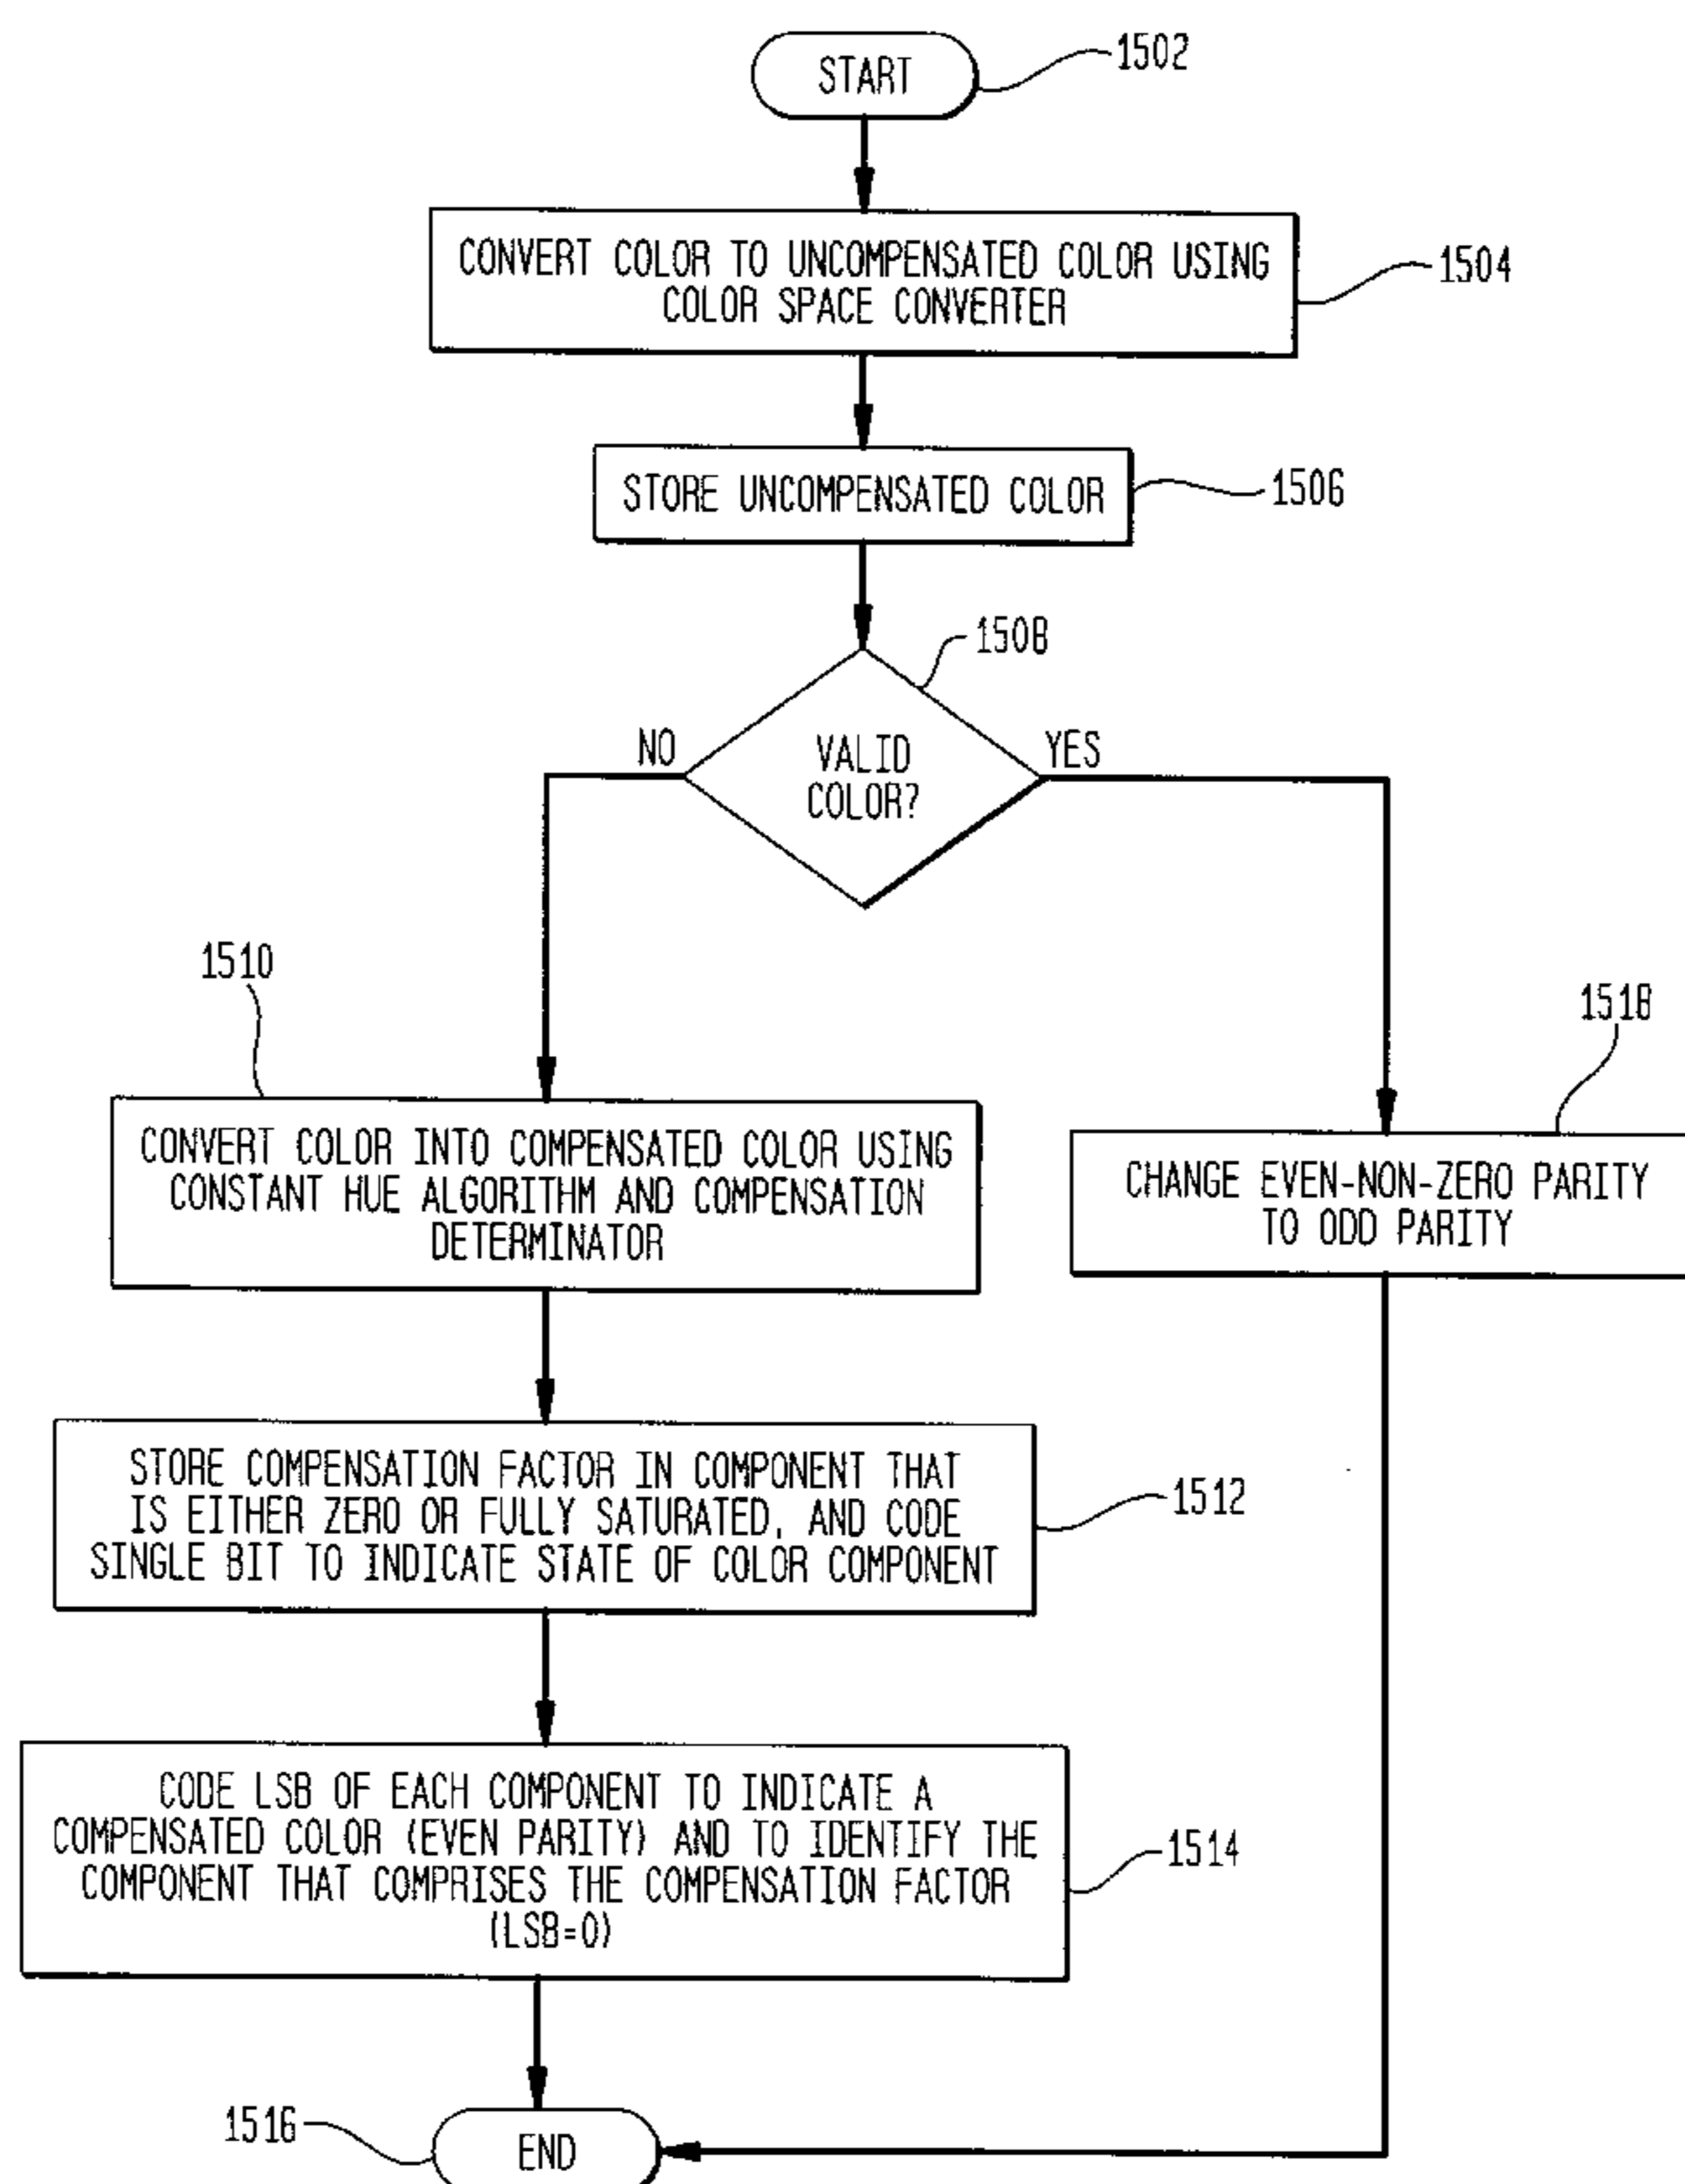 START
1502
CONVERT COLOR TO UNCOMPENSATED COLOR USING
COLOR SPACE CONVERTER
1504
STORE UNCOMPENSATED COLOR
1506
1508
NO
VALID
COLOR?
YES
1510
1518
CONVERT COLOR INTO COMPENSATED COLOR USING
CONSTANT HUE ALGORITHM AND COMPENSATION
DETERMINATOR
CHANGE EVEN-NON-ZERO PARITY
TO ODD PARITY
STORE COMPENSATION FACTOR IN COMPONENT THAT
IS EITHER ZERO OR FULLY SATURATED, AND CODE
SINGLE BIT TO INDICATE STATE OF COLOR COMPONENT
1512
CODE LSB OF EACH COMPONENT TO INDICATE A
COMPENSATED COLOR (EVEN PARITY) AND TO IDENTIFY THE
COMPONENT THAT COMPRISES THE COMPENSATION FACTOR
(LSB=0)
1514
1516
END